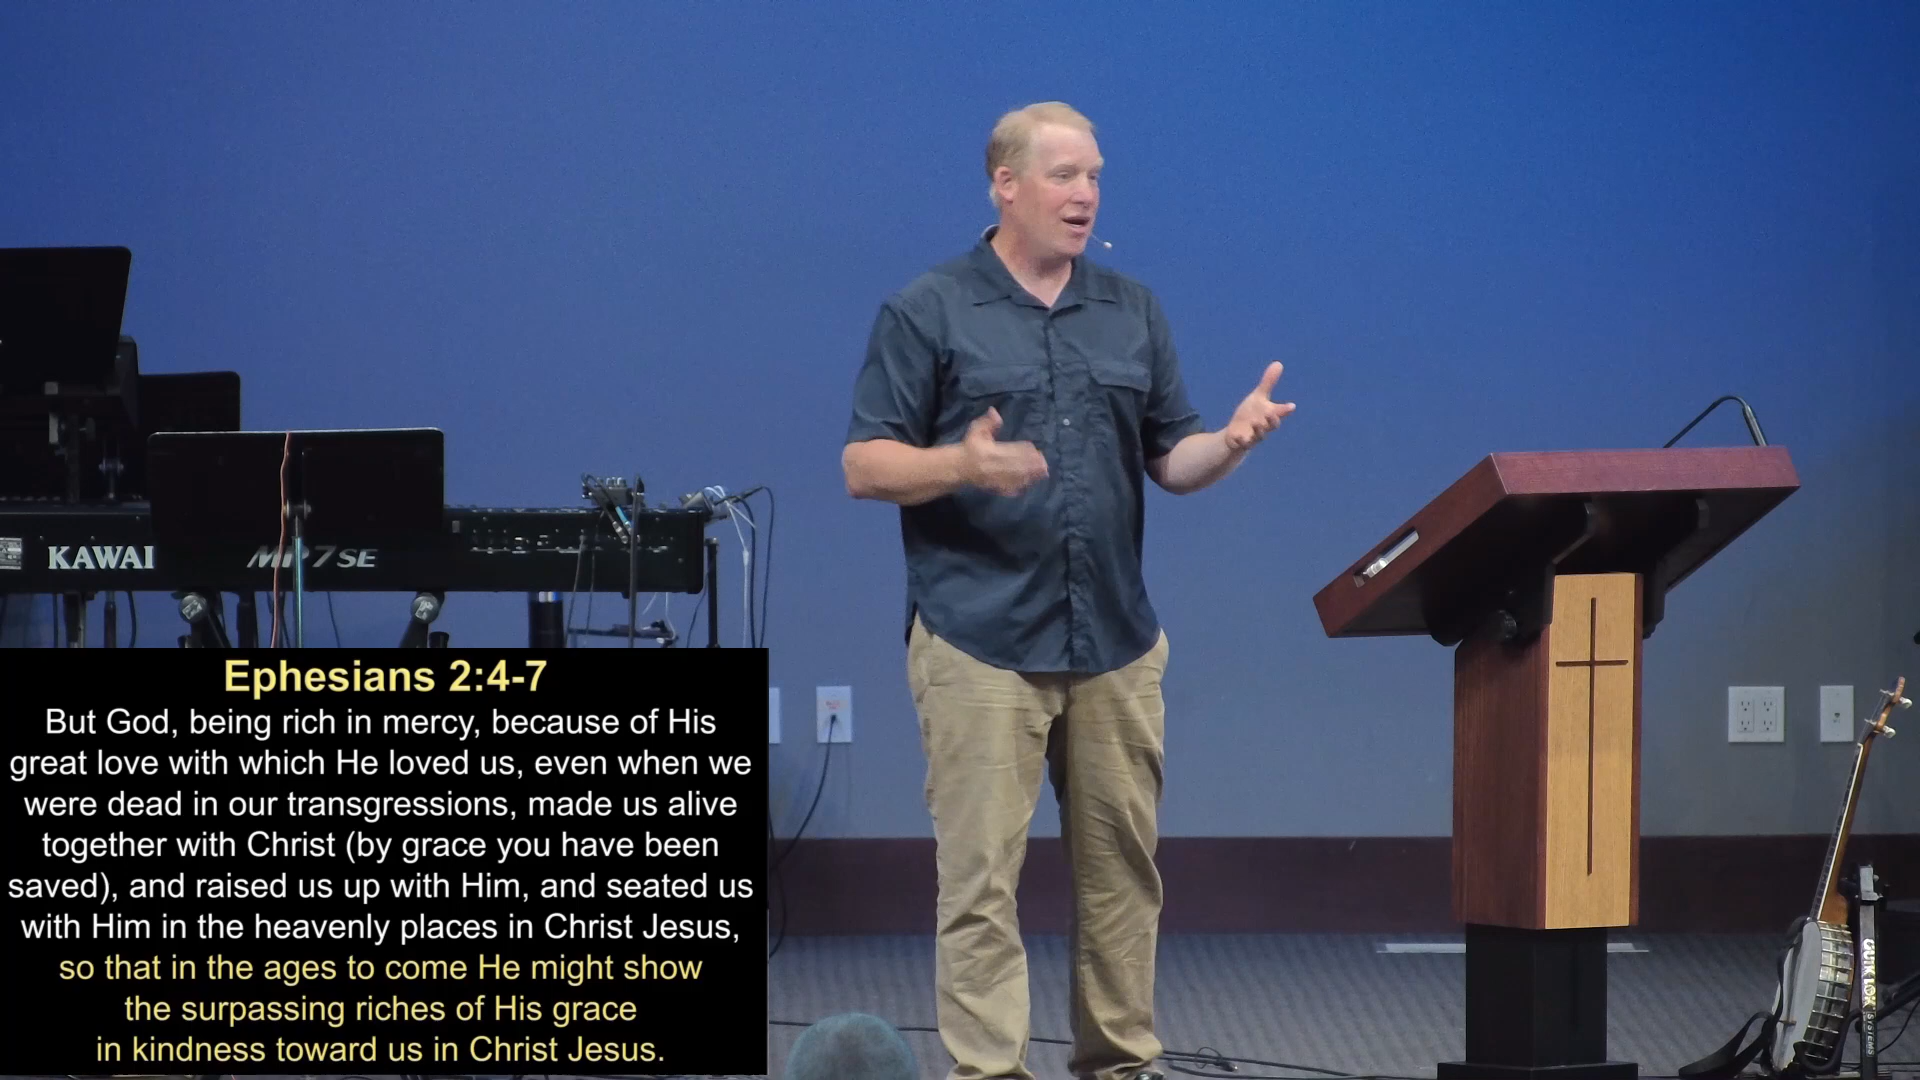 KAWAI
MP7SE
Ephesians 2:4-7
But God, being rich in mercy, because of His
great love with which He loved us, even when we
were dead in our transgressions, made us alive
together with Christ (by grace you have been
saved), and raised us up with Him, and seated us
with Him in the heavenly places in Christ Jesus,
so that in the ages to come He might show
the surpassing riches of His grace
in kindness toward us in Christ Jesus.
QUIK LOK
SYSTEMS